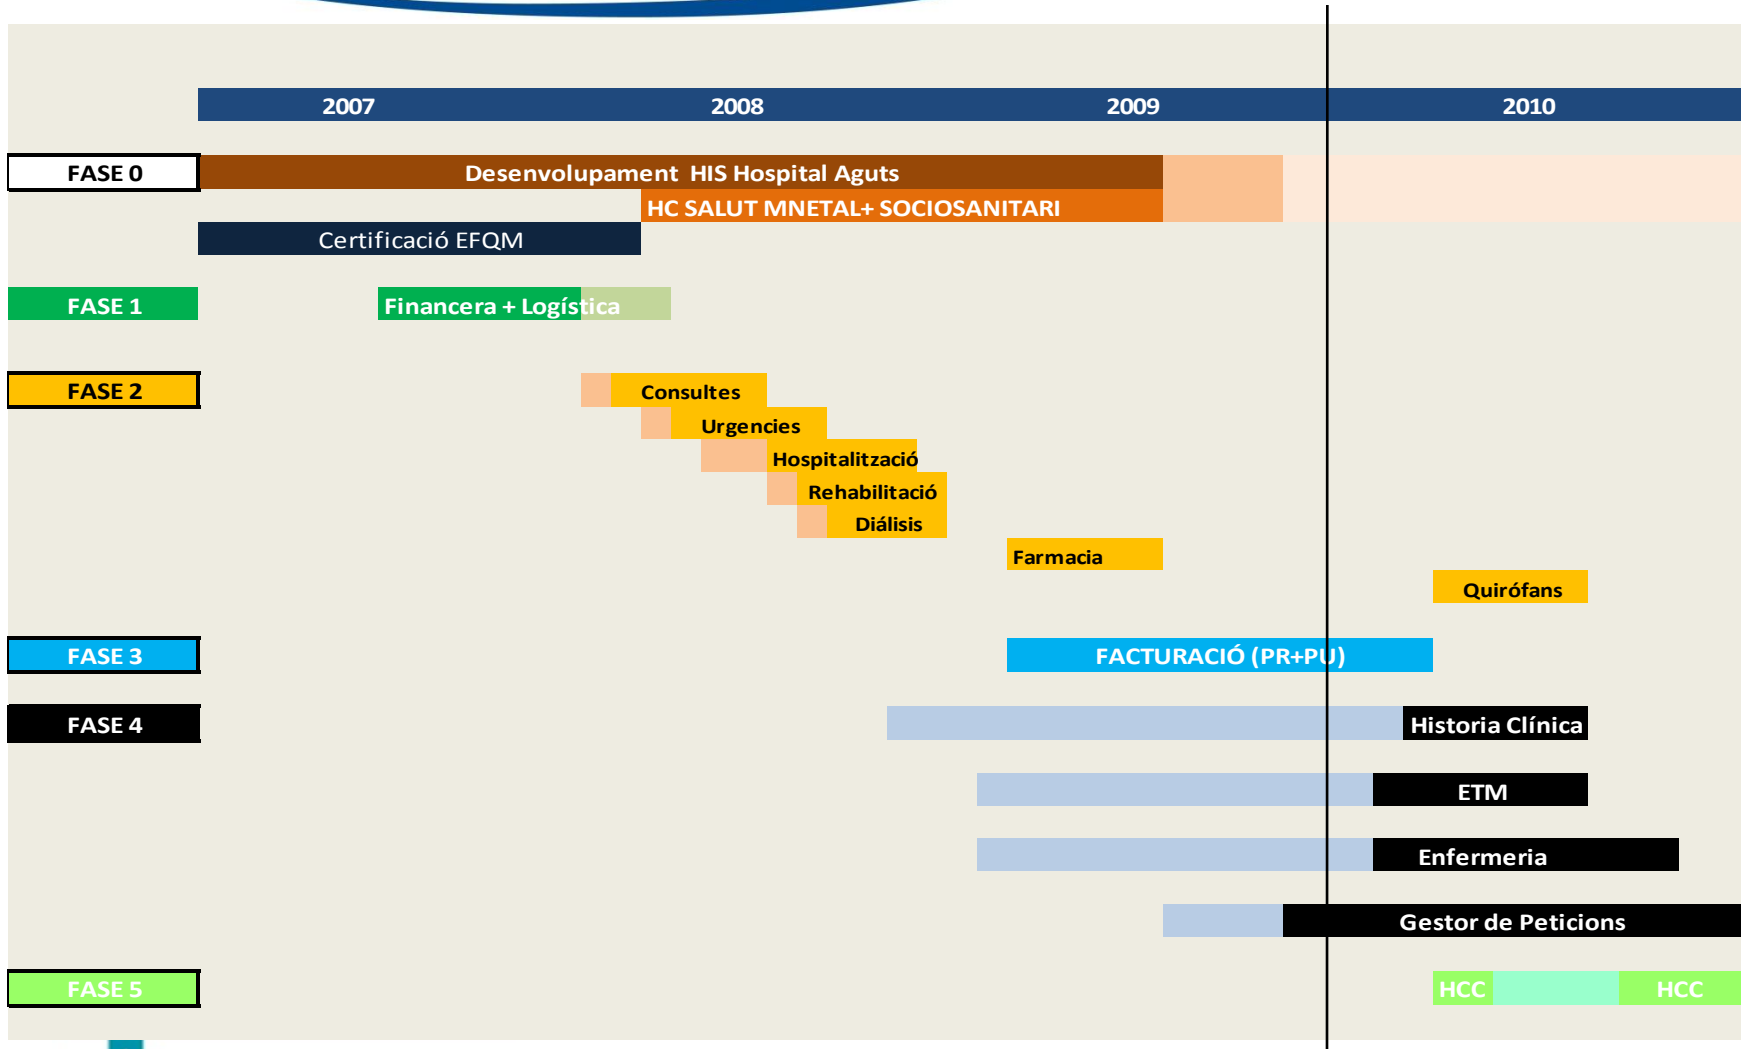 2007 2008 2009 2010
FASE 0 Desenvolupament HIS Hospital Aguts
HC SALUT MNETAL+ SOCIOSANITARI
Certificació EFQM
FASE 1 Financera + Logística
FASE 2 Consultes
Urgencies
Hospitalització
Rehabilitació
Diálisis
Farmacia
Quirófans
FASE 3 FACTURACIÓ (PR+PU)
FASE 4 Historia Clínica
ETM
Enfermeria
Gestor de Peticions
FASE 5 HCC HCC